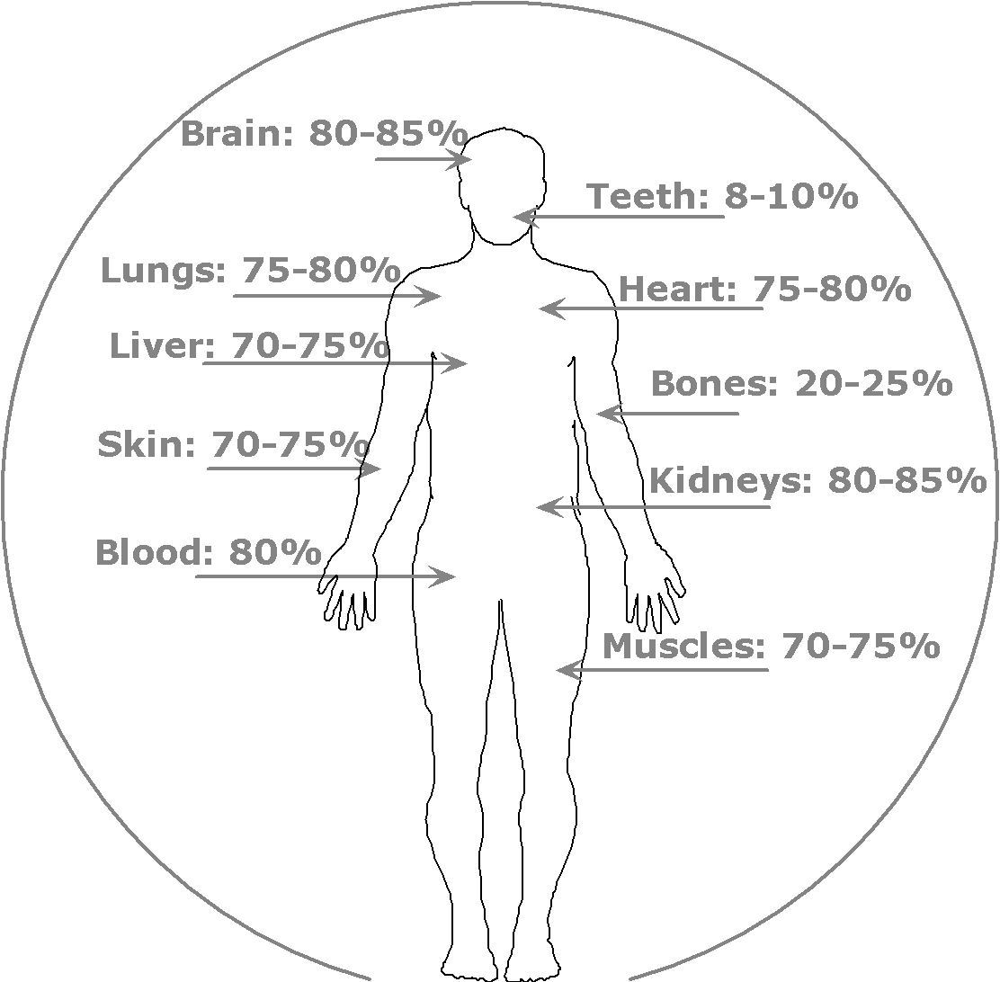 Brain: 80-85%
Teeth: 8-10%
Lungs: 75-80%
Heart: 75-80%
Liver: 70-75%
Bones: 20-25%
Skin: 70-75%
Kidneys: 80-85%
Blood: 80%
Muscles: 70-75%